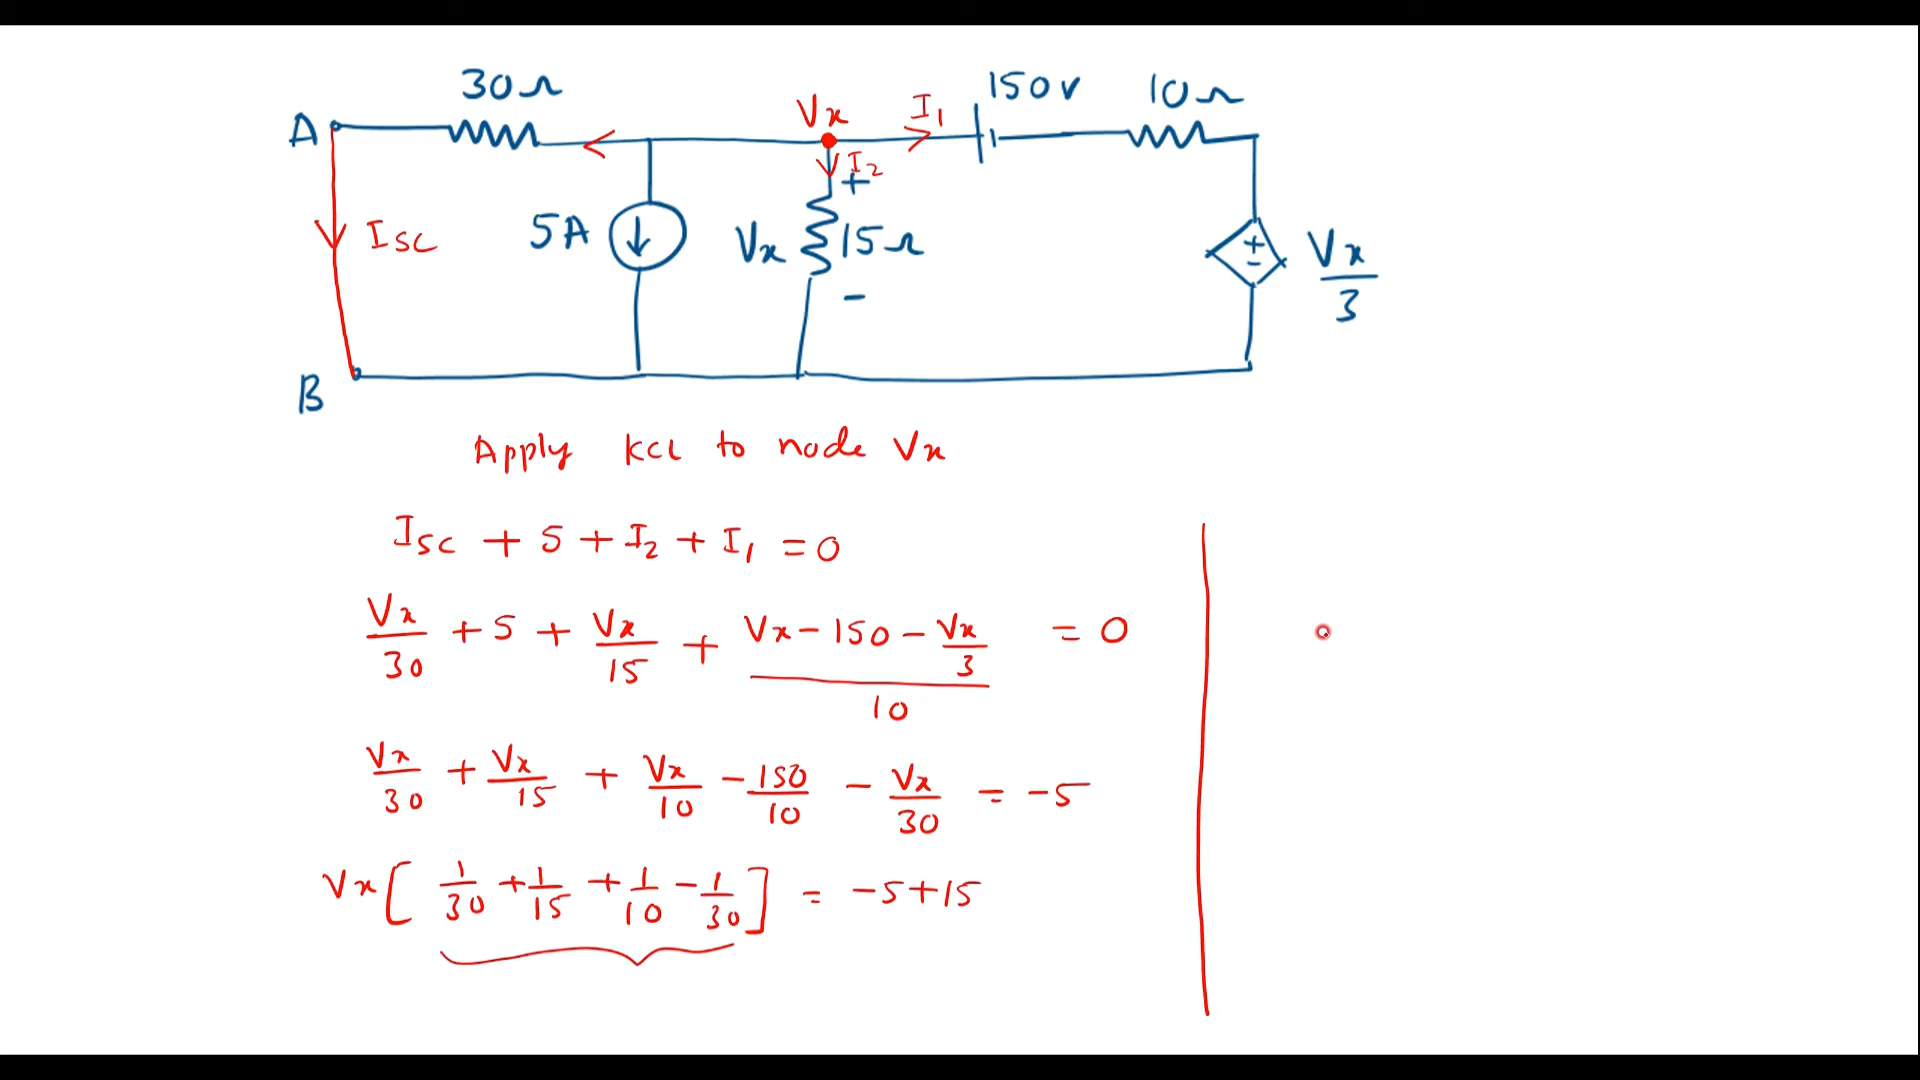 30Ω
150V
10Ω
A
Vx
I₁
I₂
+
Isc
5A
Vx
15Ω
+
-
Vx/3
-
B
Apply KCL to node Vx
Isc + 5 + I₂ + I₁ = 0
Vx/30 + 5 + Vx/15 + (Vx - 150 - Vx/3)/10 = 0
Vx/30 + Vx/15 + Vx/10 - 150/10 - Vx/30 = -5
Vx [ 1/30 + 1/15 + 1/10 - 1/30 ] = -5+15